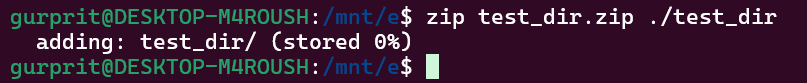 gurprit@DESKTOP-M4ROUSH:/mnt/e$ zip test_dir.zip ./test_dir
  adding: test_dir/ (stored 0%)
gurprit@DESKTOP-M4ROUSH:/mnt/e$